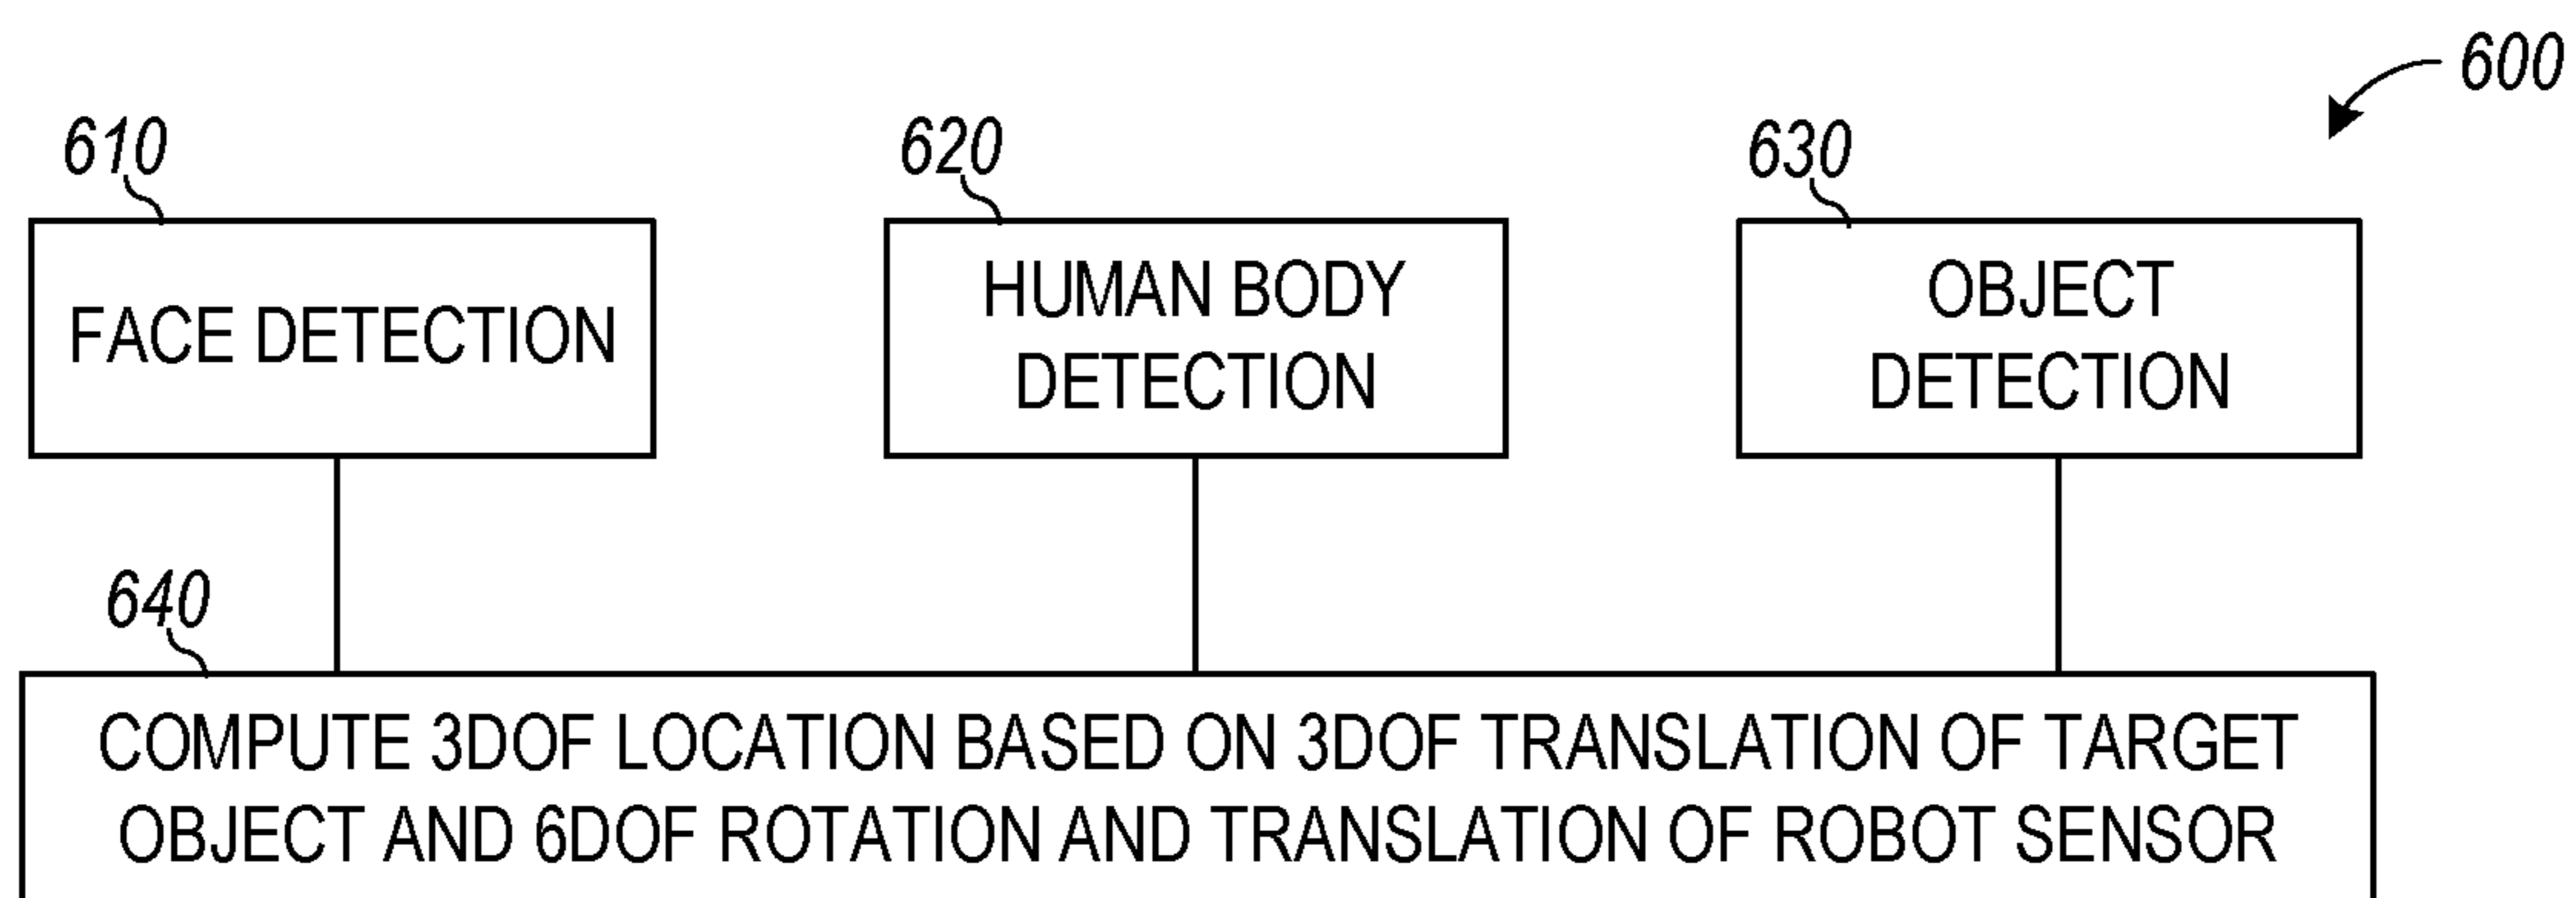 600
610
620
630
FACE DETECTION
HUMAN BODY
DETECTION
OBJECT
DETECTION
640
COMPUTE 3DOF LOCATION BASED ON 3DOF TRANSLATION OF TARGET
OBJECT AND 6DOF ROTATION AND TRANSLATION OF ROBOT SENSOR